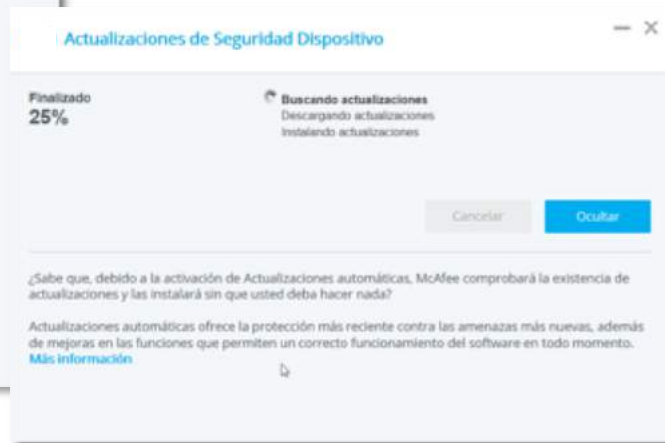 Actualizaciones de Seguridad Dispositivo
Finalizado
25%
Buscando actualizaciones
Descargando actualizaciones
Instalando actualizaciones
Cancelar
Ocultar
¿Sabe que, debido a la activación de Actualizaciones automáticas, McAfee comprobará la existencia de
actualizaciones y las instalará sin que usted deba hacer nada?
Actualizaciones automáticas ofrece la protección más reciente contra las amenazas más nuevas, además
de mejoras en las funciones que permiten un correcto funcionamiento del software en todo momento.
Más información